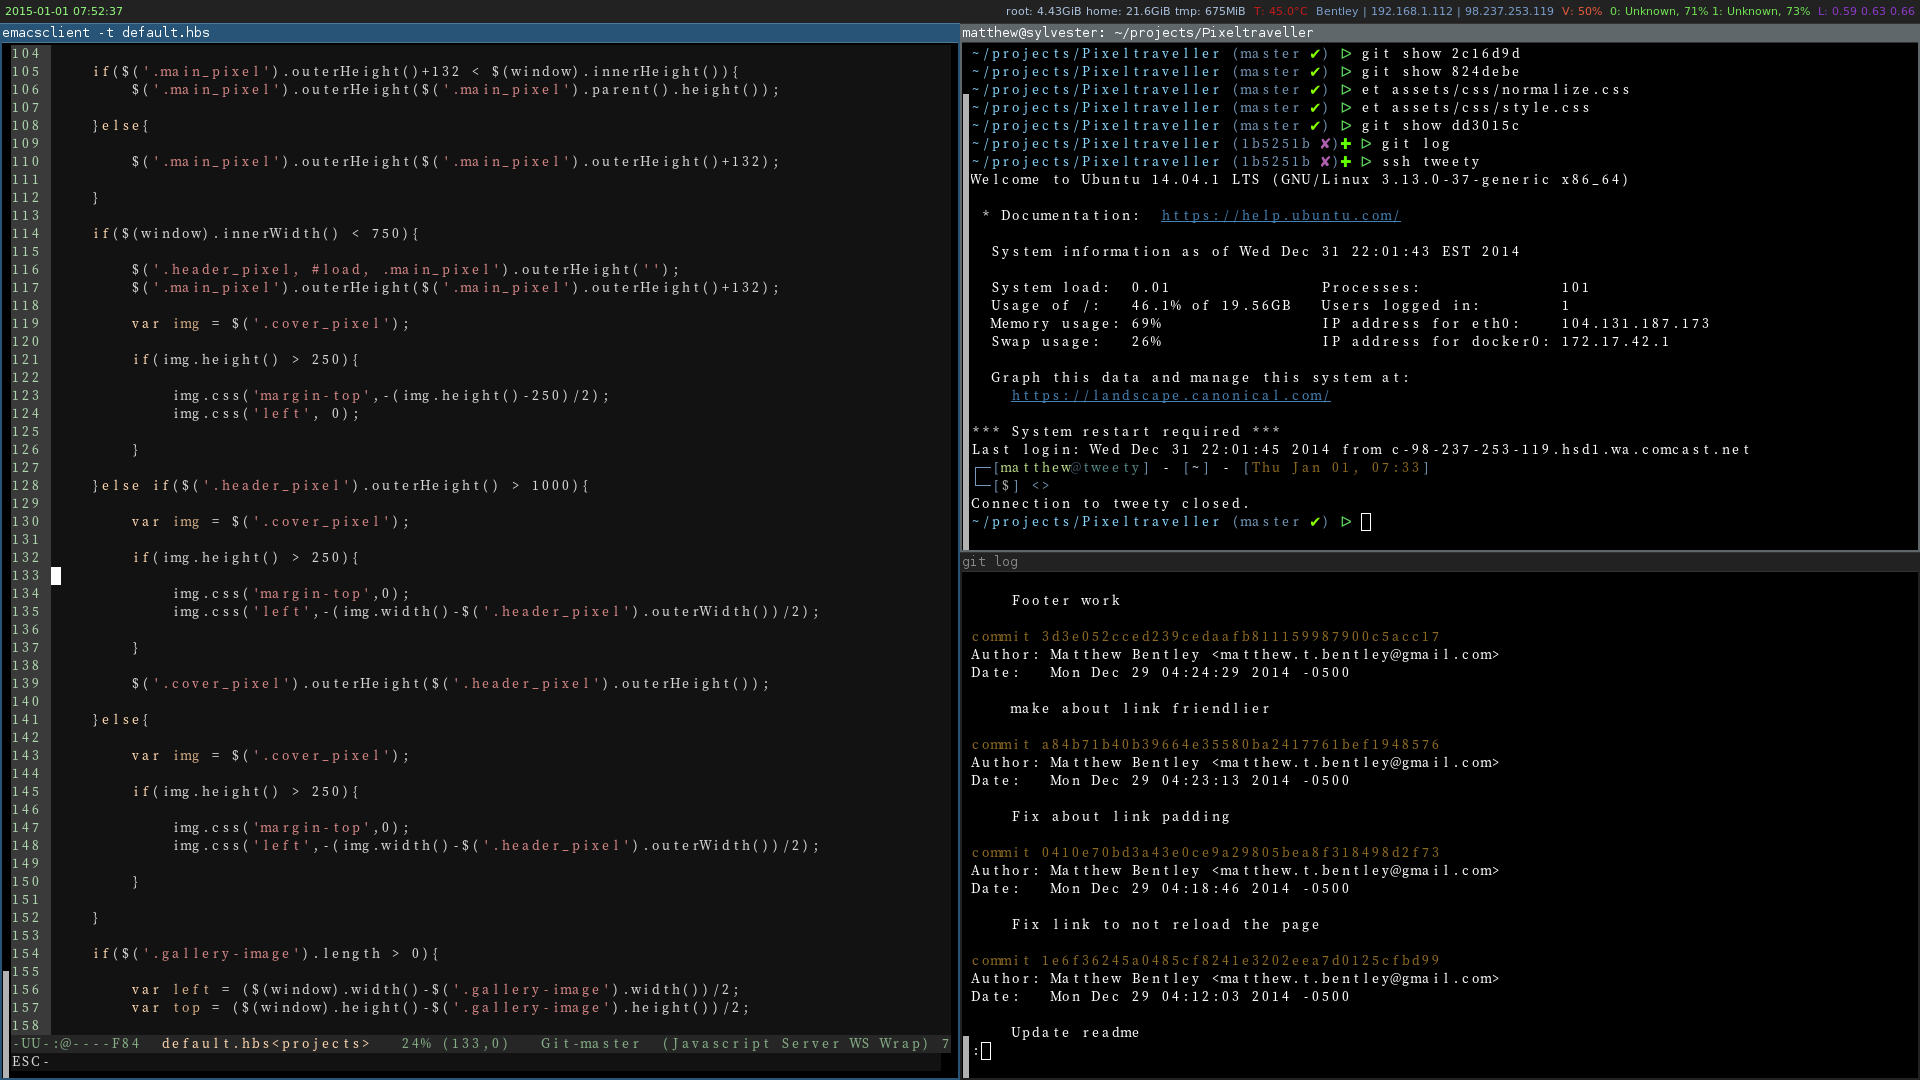 2015-01-01 07:52:37
root: 4.43GiB home: 21.6GiB tmp: 675MiB T: 45.0°C Bentley | 192.168.1.112 | 98.237.253.119 V: 50% 0: Unknown, 71% 1: Unknown, 73% L: 0.59 0.63 0.66
emacsclient -t default.hbs
104
105 if($('.main_pixel').outerHeight()+132 < $(window).innerHeight()){
106 $('.main_pixel').outerHeight($('.main_pixel').parent().height());
107
108 }else{
109
110 $('.main_pixel').outerHeight($('.main_pixel').outerHeight()+132);
111
112 }
113
114 if($(window).innerWidth() < 750){
115
116 $('.header_pixel, #load, .main_pixel').outerHeight('');
117 $('.main_pixel').outerHeight($('.main_pixel').outerHeight()+132);
118
119 var img = $('.cover_pixel');
120
121 if(img.height() > 250){
122
123 img.css('margin-top',-(img.height()-250)/2);
124 img.css('left', 0);
125
126 }
127
128 }else if($('.header_pixel').outerHeight() > 1000){
129
130 var img = $('.cover_pixel');
131
132 if(img.height() > 250){
133
134 img.css('margin-top',0);
135 img.css('left',-(img.width()-$('.header_pixel').outerWidth())/2);
136
137 }
138
139 $('.cover_pixel').outerHeight($('.header_pixel').outerHeight());
140
141 }else{
142
143 var img = $('.cover_pixel');
144
145 if(img.height() > 250){
146
147 img.css('margin-top',0);
148 img.css('left',-(img.width()-$('.header_pixel').outerWidth())/2);
149
150 }
151
152 }
153
154 if($('.gallery-image').length > 0){
155
156 var left = ($(window).width()-$('.gallery-image').width())/2;
157 var top = ($(window).height()-$('.gallery-image').height())/2;
158
-UU-:@----F84 default.hbs<projects> 24% (133,0) Git-master (Javascript Server WS Wrap) 7
ESC-
matthew@sylvester: ~/projects/Pixeltraveller
~/projects/Pixeltraveller (master ✔) ᐅ git show 2c16d9d
~/projects/Pixeltraveller (master ✔) ᐅ git show 824debe
~/projects/Pixeltraveller (master ✔) ᐅ et assets/css/normalize.css
~/projects/Pixeltraveller (master ✔) ᐅ et assets/css/style.css
~/projects/Pixeltraveller (master ✔) ᐅ git show dd3015c
~/projects/Pixeltraveller (1b5251b ✘)✚ ᐅ git log
~/projects/Pixeltraveller (1b5251b ✘)✚ ᐅ ssh tweety
Welcome to Ubuntu 14.04.1 LTS (GNU/Linux 3.13.0-37-generic x86_64)
* Documentation: https://help.ubuntu.com/
System information as of Wed Dec 31 22:01:43 EST 2014
System load: 0.01 Processes: 101
Usage of /: 46.1% of 19.56GB Users logged in: 1
Memory usage: 69% IP address for eth0: 104.131.187.173
Swap usage: 26% IP address for docker0: 172.17.42.1
Graph this data and manage this system at:
https://landscape.canonical.com/
*** System restart required ***
Last login: Wed Dec 31 22:01:45 2014 from c-98-237-253-119.hsd1.wa.comcast.net
┌─[matthew@tweety] - [~] - [Thu Jan 01, 07:33]
└─[$] <>
Connection to tweety closed.
~/projects/Pixeltraveller (master ✔) ᐅ
git log
Footer work
commit 3d3e052cced239cedaafb811159987900c5acc17
Author: Matthew Bentley <matthew.t.bentley@gmail.com>
Date: Mon Dec 29 04:24:29 2014 -0500
make about link friendlier
commit a84b71b40b39664e35580ba2417761bef1948576
Author: Matthew Bentley <matthew.t.bentley@gmail.com>
Date: Mon Dec 29 04:23:13 2014 -0500
Fix about link padding
commit 0410e70bd3a43e0ce9a29805bea8f318498d2f73
Author: Matthew Bentley <matthew.t.bentley@gmail.com>
Date: Mon Dec 29 04:18:46 2014 -0500
Fix link to not reload the page
commit 1e6f36245a0485cf8241e3202eea7d0125cfbd99
Author: Matthew Bentley <matthew.t.bentley@gmail.com>
Date: Mon Dec 29 04:12:03 2014 -0500
Update readme
: